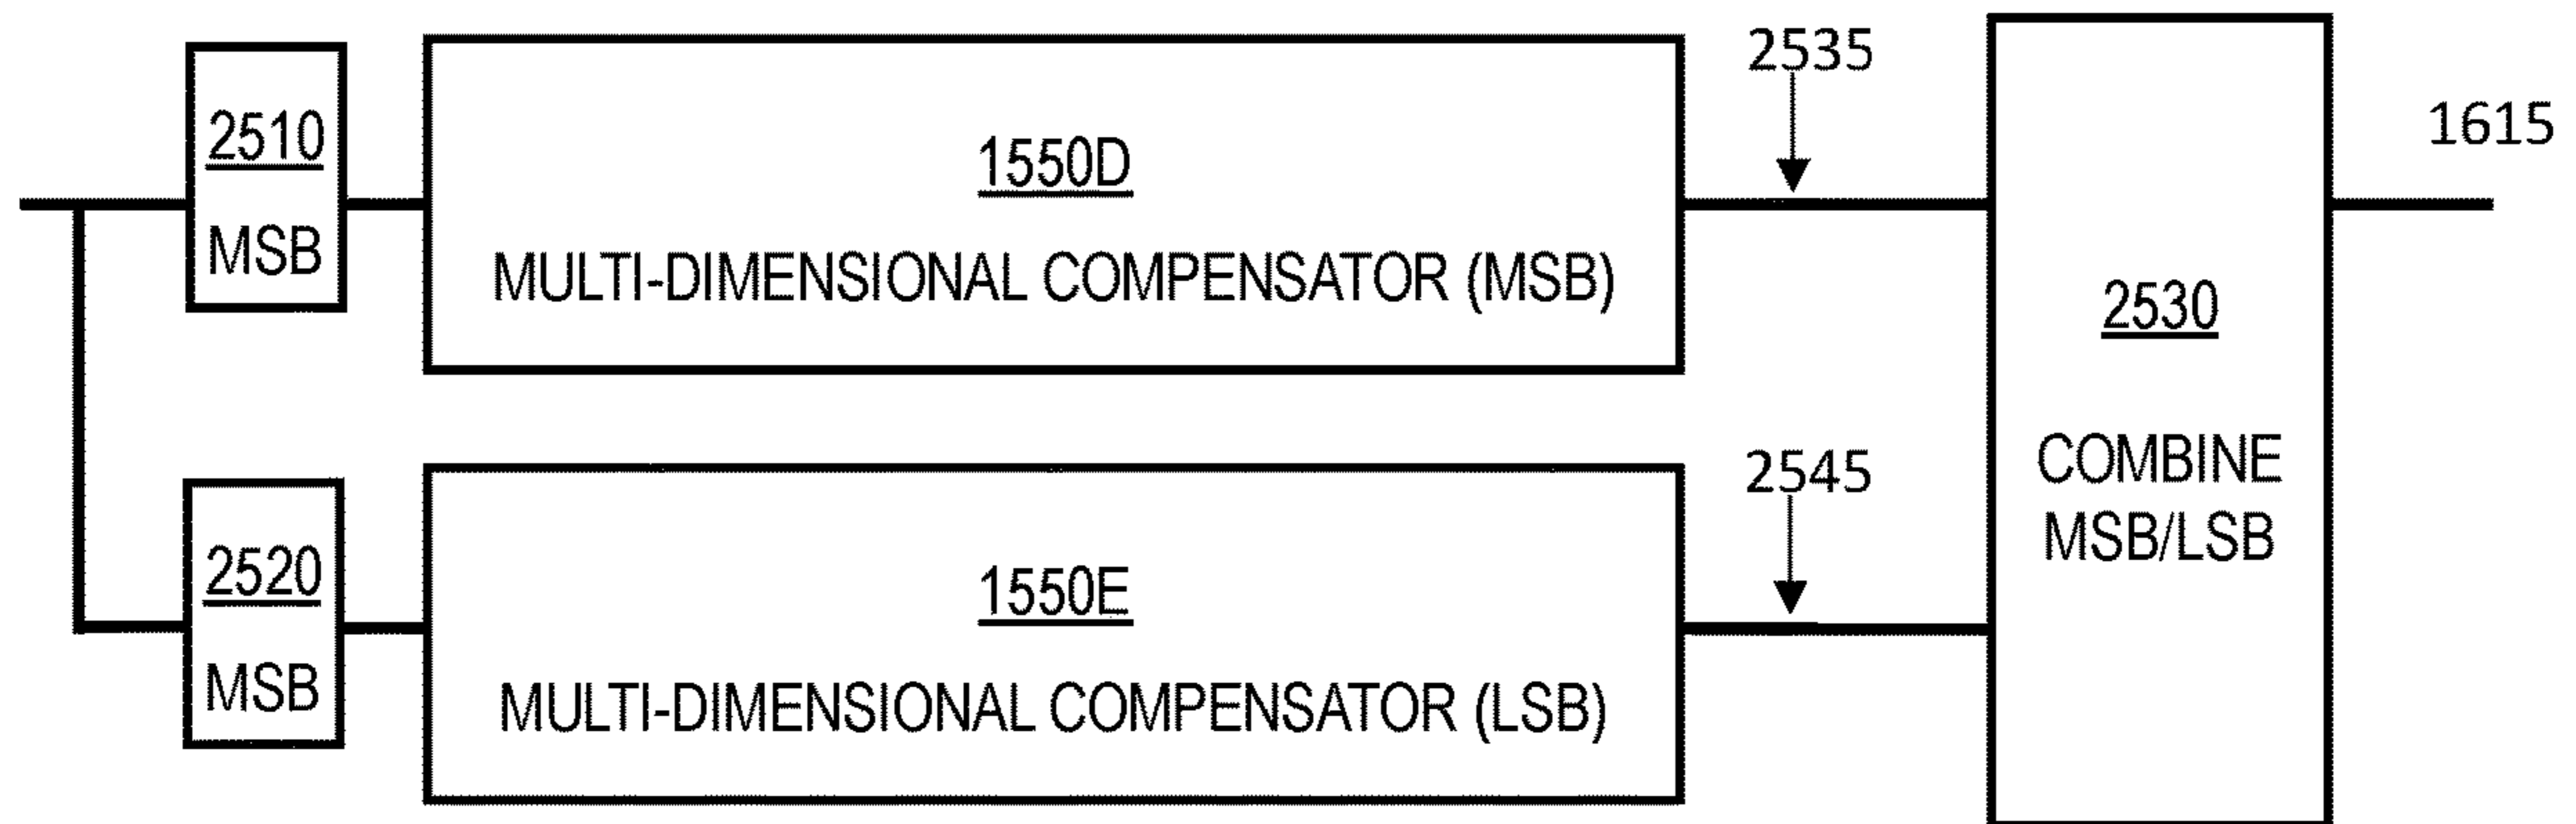 2510
MSB
1550D
MULTI-DIMENSIONAL COMPENSATOR (MSB)
2535
1615
2530
COMBINE
MSB/LSB
2520
MSB
1550E
MULTI-DIMENSIONAL COMPENSATOR (LSB)
2545